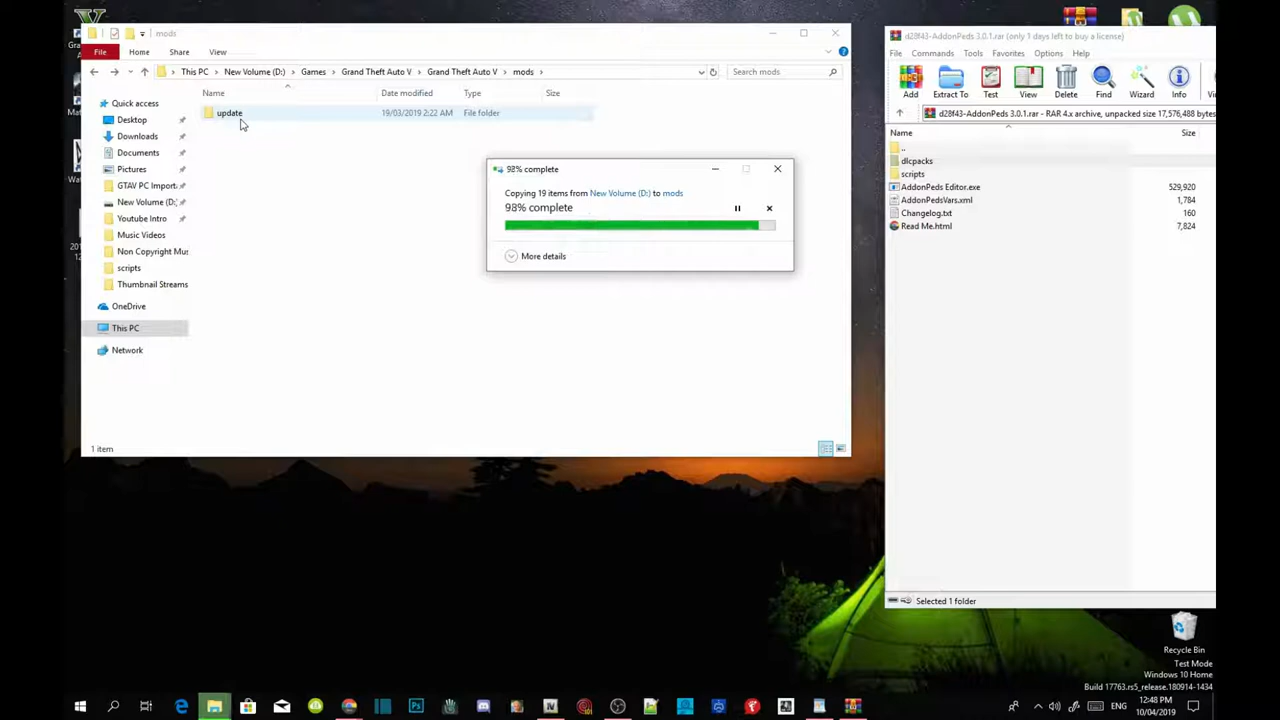 mods
File Home Share View
This PC New Volume (D:) Games Grand Theft Auto V Grand Theft Auto V mods
Search mods
Name Date modified Type Size
update 19/03/2019 2:22 AM File folder
Quick access
Desktop
Downloads
Documents
Pictures
GTAV PC Import
New Volume (D:
Youtube Intro
Music Videos
Non Copyright Mus
scripts
Thumbnail Streams
OneDrive
This PC
Network
1 item
98% complete
Copying 19 items from New Volume (D:) to mods
98% complete
More details
d28f43-AddonPeds 3.0.1.rar (only 1 days left to buy a license)
File Commands Tools Favorites Options Help
Add Extract To Test View Delete Find Wizard Info
d28f43-AddonPeds 3.0.1.rar - RAR 4.x archive, unpacked size 17,576,488 bytes
Name Size
..
dlcpacks
scripts
AddonPeds Editor.exe 529,920
AddonPedsVars.xml 1,784
Changelog.txt 160
Read Me.html 7,824
Selected 1 folder
Recycle Bin
Test Mode
Windows 10 Home
Build 17763.rs5_release.180914-1434
ENG
12:48 PM
10/04/2019